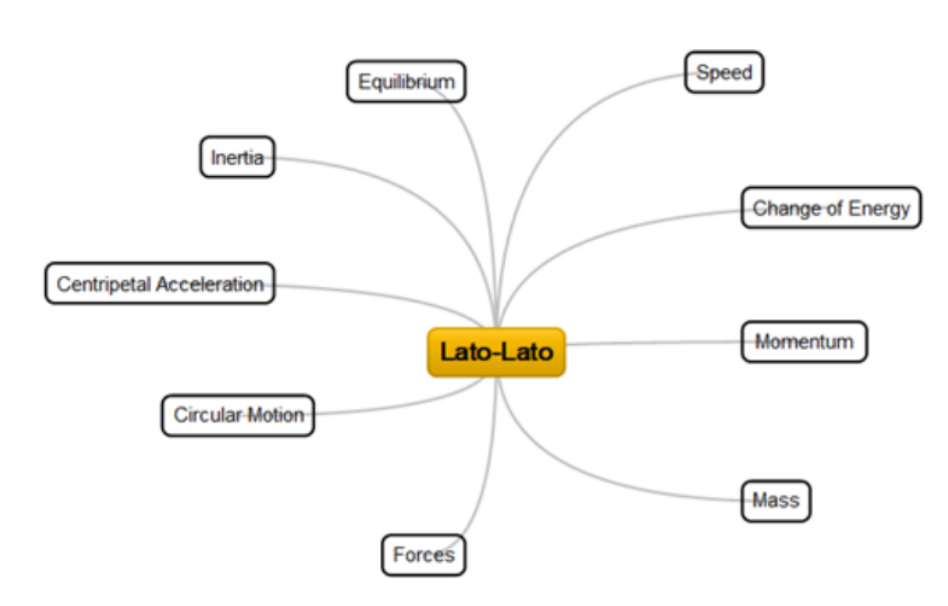 Speed
Equilibrium
Inertia
Change of Energy
Centripetal Acceleration
Momentum
Lato-Lato
Circular Motion
Mass
Forces